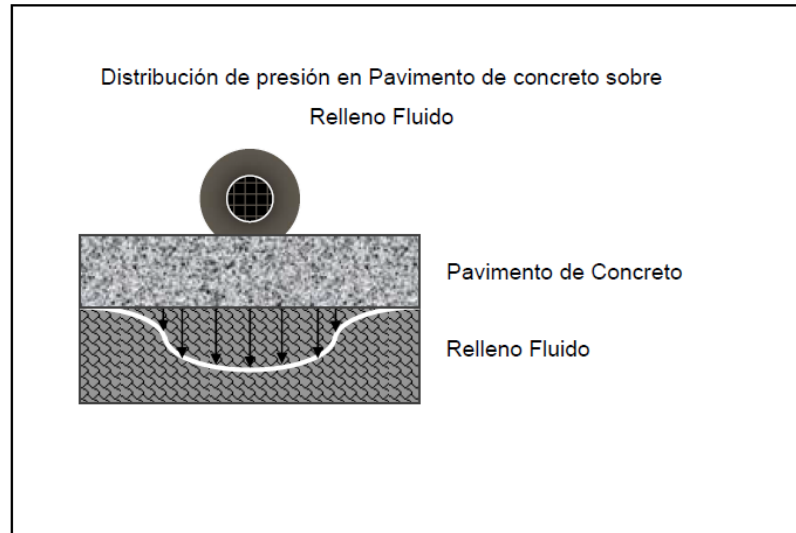 Distribución de presión en Pavimento de concreto sobre
Relleno Fluido
Pavimento de Concreto
Relleno Fluido